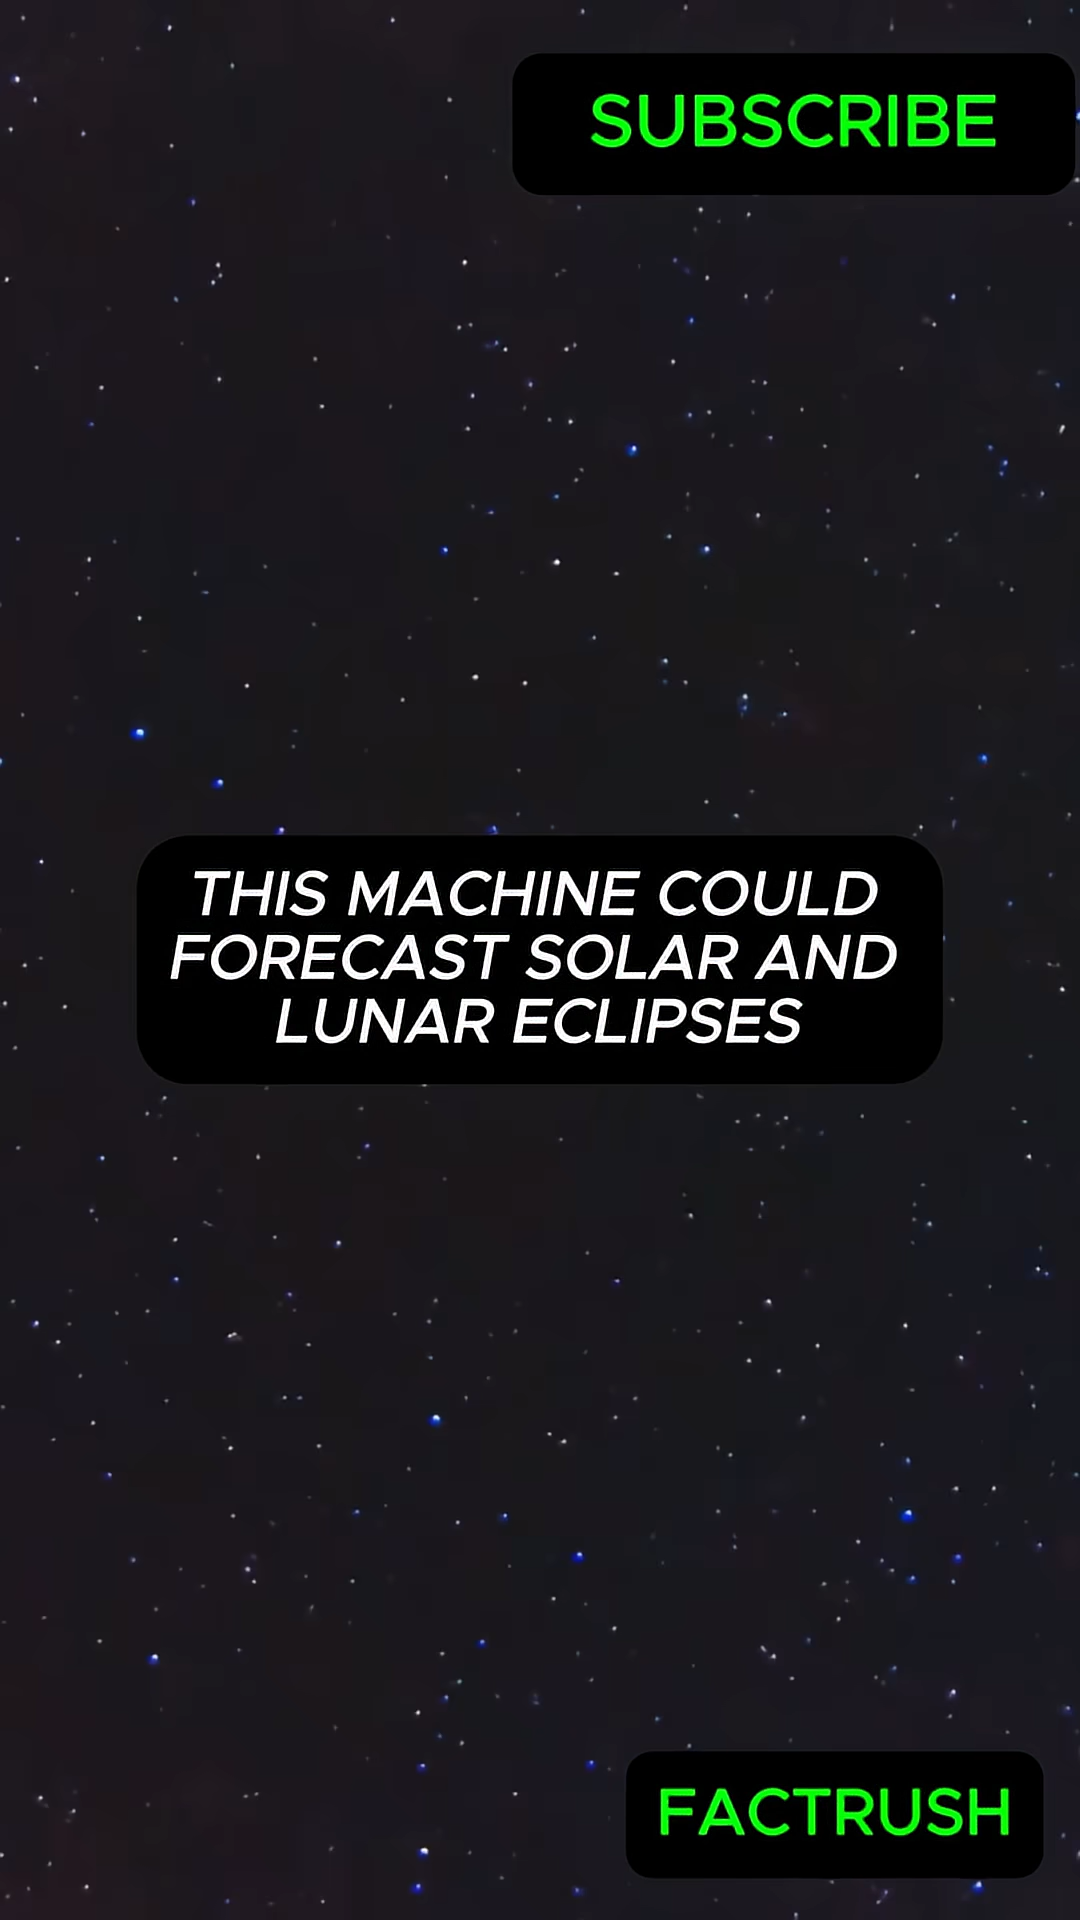 SUBSCRIBE
THIS MACHINE COULD
FORECAST SOLAR AND
LUNAR ECLIPSES
FACTRUSH